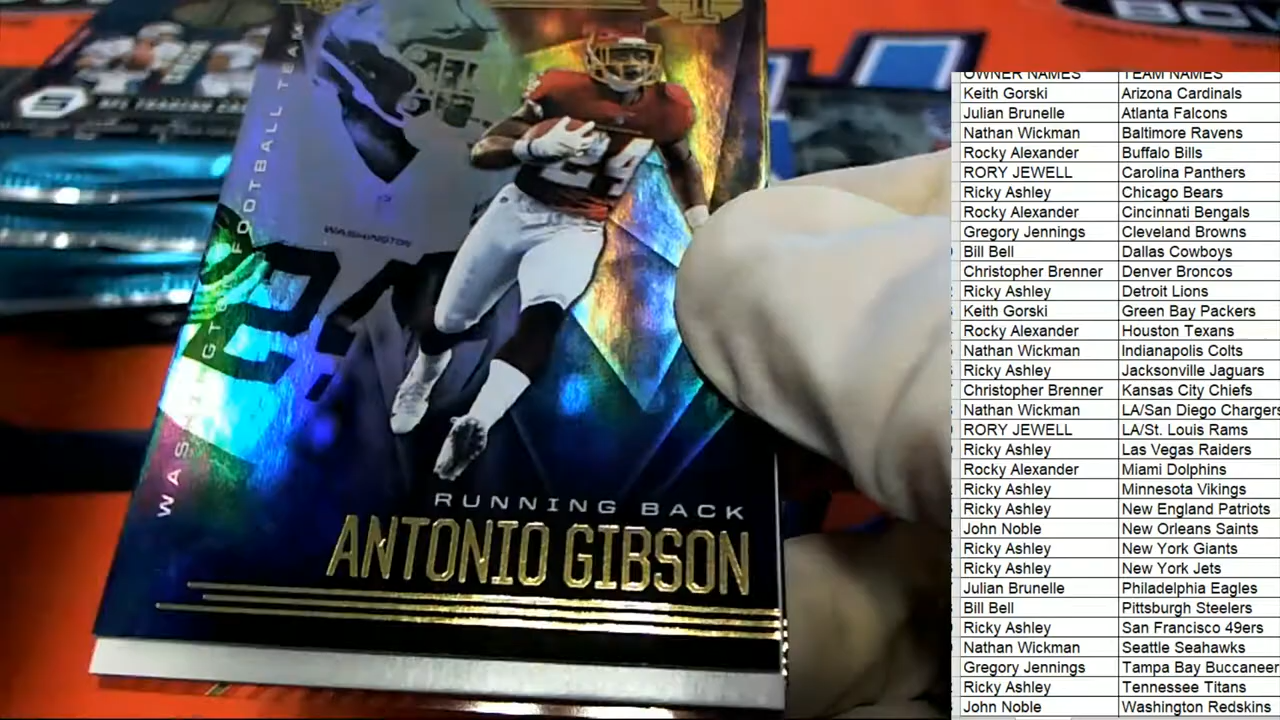 NFL TRADING CA
WASHINGTON FOOTBALL TEAM
WASHINGTON
24
24
RUNNING BACK
ANTONIO GIBSON
OWNER NAMES TEAM NAMES
Keith Gorski Arizona Cardinals
Julian Brunelle Atlanta Falcons
Nathan Wickman Baltimore Ravens
Rocky Alexander Buffalo Bills
RORY JEWELL Carolina Panthers
Ricky Ashley Chicago Bears
Rocky Alexander Cincinnati Bengals
Gregory Jennings Cleveland Browns
Bill Bell Dallas Cowboys
Christopher Brenner Denver Broncos
Ricky Ashley Detroit Lions
Keith Gorski Green Bay Packers
Rocky Alexander Houston Texans
Nathan Wickman Indianapolis Colts
Ricky Ashley Jacksonville Jaguars
Christopher Brenner Kansas City Chiefs
Nathan Wickman LA/San Diego Chargers
RORY JEWELL LA/St. Louis Rams
Ricky Ashley Las Vegas Raiders
Rocky Alexander Miami Dolphins
Ricky Ashley Minnesota Vikings
Ricky Ashley New England Patriots
John Noble New Orleans Saints
Ricky Ashley New York Giants
Ricky Ashley New York Jets
Julian Brunelle Philadelphia Eagles
Bill Bell Pittsburgh Steelers
Ricky Ashley San Francisco 49ers
Nathan Wickman Seattle Seahawks
Gregory Jennings Tampa Bay Buccaneer
Ricky Ashley Tennessee Titans
John Noble Washington Redskins